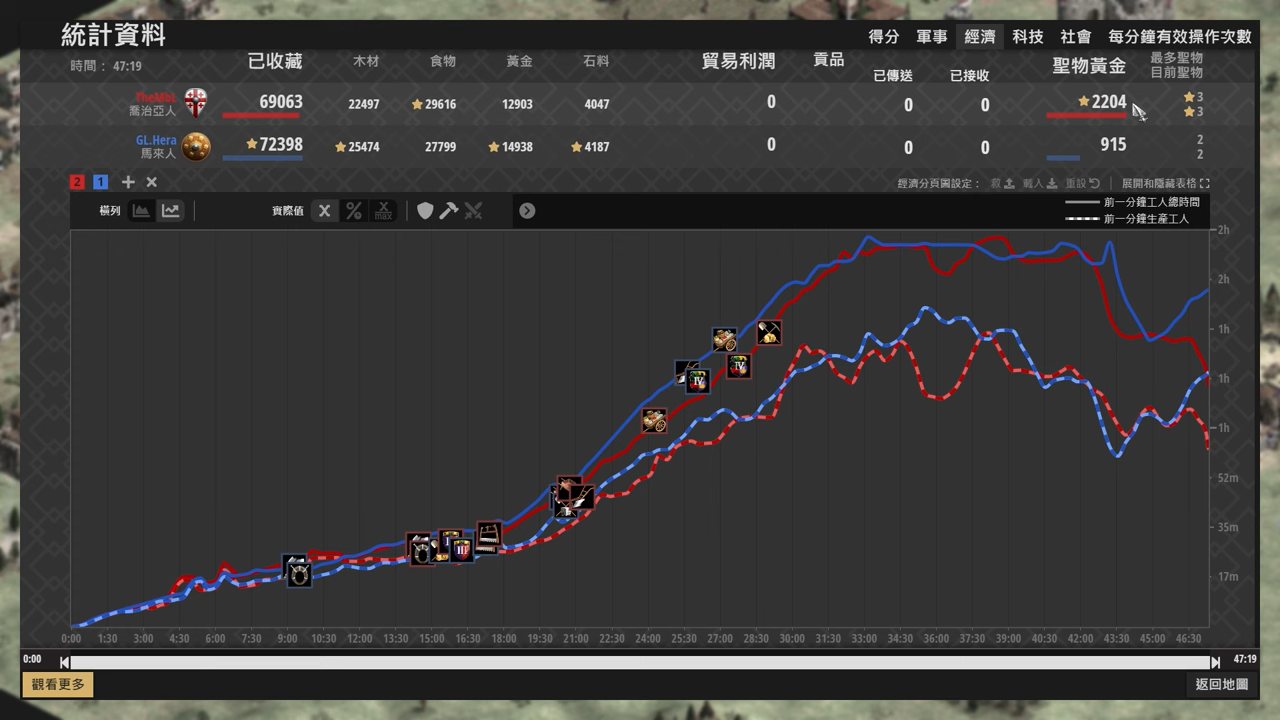 統計資料
得分 軍事 經濟 科技 社會 每分鐘有效操作次數
時間： 47:19
已收藏 木材 食物 黃金 石料 貿易利潤 貢品 已傳送 已接收 聖物黃金 最多聖物 目前聖物
TheMbL 喬治亞人 69063 22497 29616 12903 4047 0 0 0 2204 3 3
GL.Hera 馬來人 72398 25474 27799 14938 4187 0 0 0 915 2 2
2 1
經濟分頁圖設定： 載入 重設 展開和隱藏表格
橫列 實際值 X % X max
前一分鐘工人總時間
前一分鐘生產工人
2h
2h
1h
1h
1h
52m
35m
17m
0:00 1:30 3:00 4:30 6:00 7:30 9:00 10:30 12:00 13:30 15:00 16:30 18:00 19:30 21:00 22:30 24:00 25:30 27:00 28:30 30:00 31:30 33:00 34:30 36:00 37:30 39:00 40:30 42:00 43:30 45:00 46:30
0:00 47:19
觀看更多 返回地圖